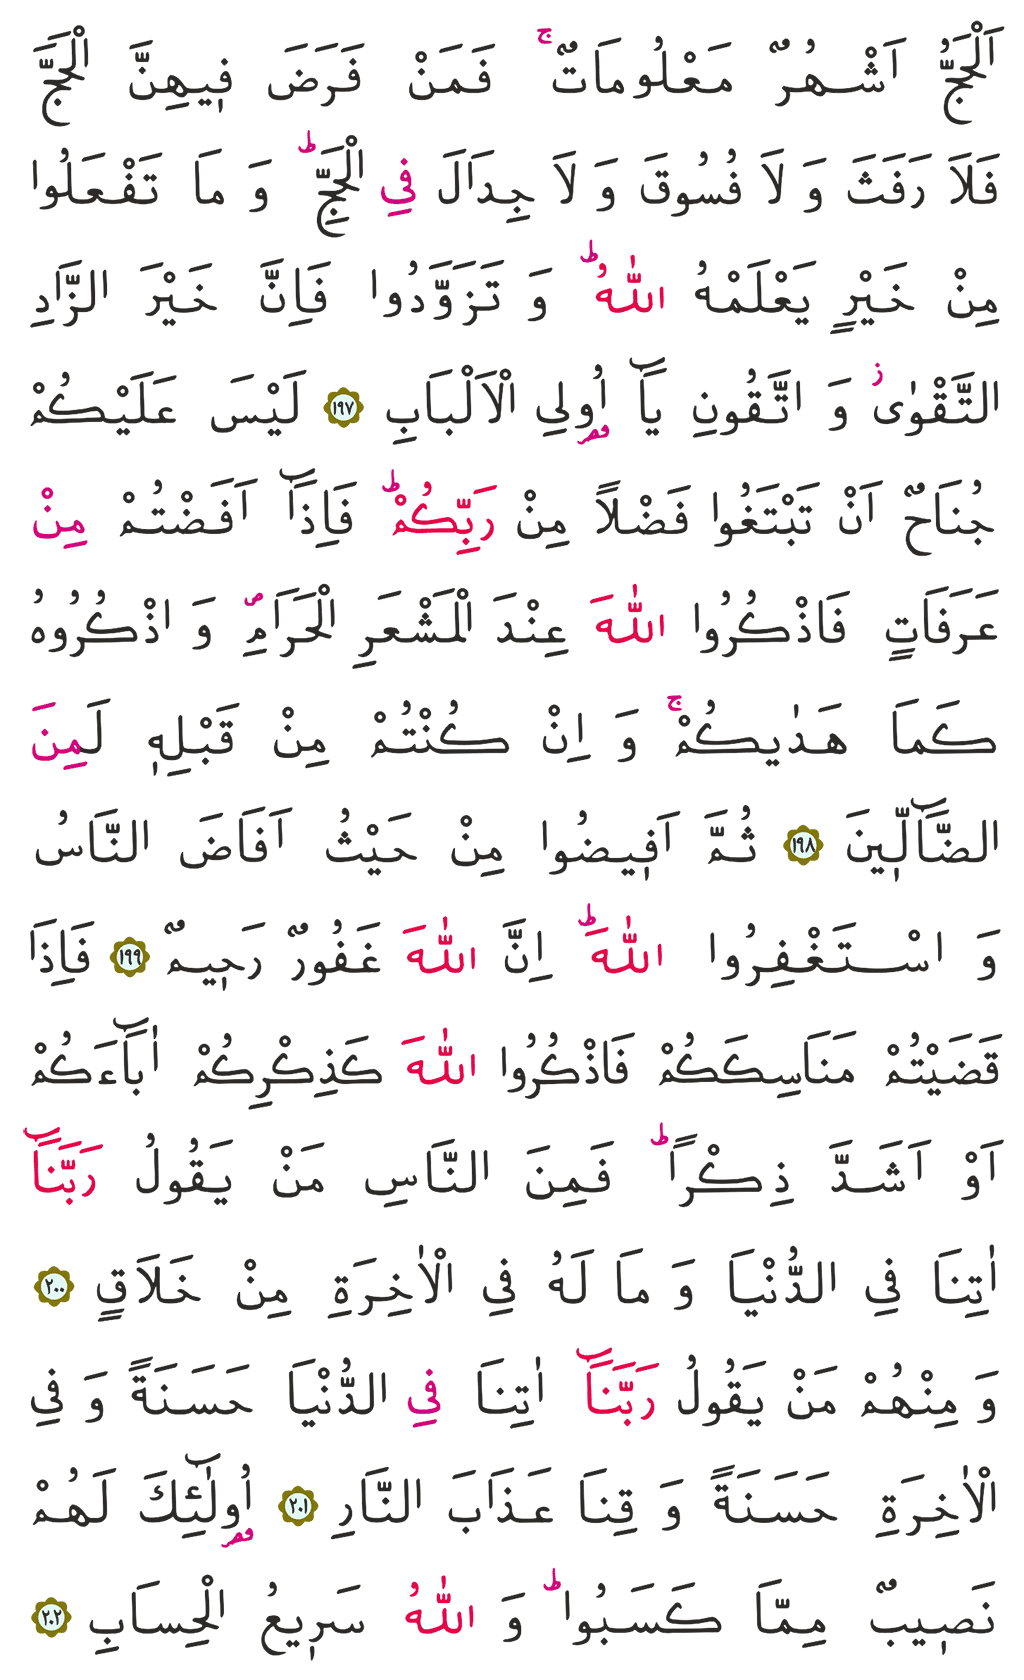 اَلْحَجُّ اَشْهُرٌ مَعْلُومَاتٌ ۚ فَمَنْ فَرَضَ فٖيهِنَّ الْحَجَّ
فَلَا رَفَثَ وَ لَا فُسُوقَ وَ لَا جِدَالَ فِي الْحَجِّ ؕ وَ مَا تَفْعَلُوا
مِنْ خَيْرٍ يَعْلَمْهُ اللّٰهُ ؕ وَ تَزَوَّدُوا فَاِنَّ خَيْرَ الزَّادِ
التَّقْوٰى ؗ وَ اتَّقُونِ يَٓا اُو۬لِي الْاَلْبَابِ ﴿١٩٧﴾ لَيْسَ عَلَيْكُمْ
جُنَاحٌ اَنْ تَبْتَغُوا فَضْلًا مِنْ رَبِّكُمْ ؕ فَاِذَٓا اَفَضْتُمْ مِنْ
عَرَفَاتٍ فَاذْكُرُوا اللّٰهَ عِنْدَ الْمَشْعَرِ الْحَرَامِ ࣕ وَ اذْكُرُوهُ
كَمَا هَدٰيكُمْ ۚ وَ اِنْ كُنْتُمْ مِنْ قَبْلِهٖ لَمِنَ
الضَّٓالّٖينَ ﴿١٩٨﴾ ثُمَّ اَفٖيضُوا مِنْ حَيْثُ اَفَاضَ النَّاسُ
وَ اسْتَغْفِرُوا اللّٰهَ ؕ اِنَّ اللّٰهَ غَفُورٌ رَحٖيمٌ ﴿١٩٩﴾ فَاِذَا
قَضَيْتُمْ مَنَاسِكَكُمْ فَاذْكُرُوا اللّٰهَ كَذِكْرِكُمْ اٰبَٓاءَكُمْ
اَوْ اَشَدَّ ذِكْرًا ؕ فَمِنَ النَّاسِ مَنْ يَقُولُ رَبَّنَٓا
اٰتِنَا فِي الدُّنْيَا وَ مَا لَهُ فِي الْاٰخِرَةِ مِنْ خَلَاقٍ ﴿٢٠٠﴾
وَ مِنْهُمْ مَنْ يَقُولُ رَبَّنَٓا اٰتِنَا فِي الدُّنْيَا حَسَنَةً وَ فِي
الْاٰخِرَةِ حَسَنَةً وَ قِنَا عَذَابَ النَّارِ ﴿٢٠١﴾ اُو۬لٰٓئِكَ لَهُمْ
نَصٖيبٌ مِمَّا كَسَبُوا ؕ وَ اللّٰهُ سَرٖيعُ الْحِسَابِ ﴿٢٠٢﴾